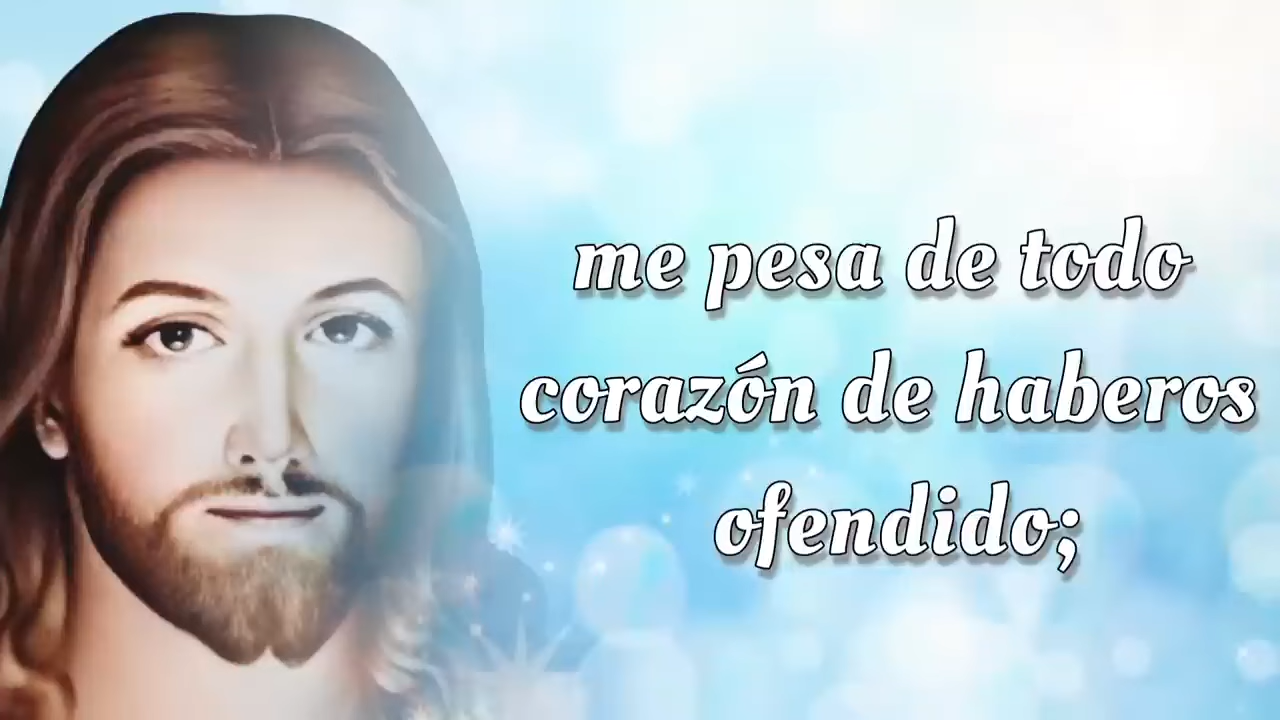 me pesa de todo
corazón de haberos
ofendido;